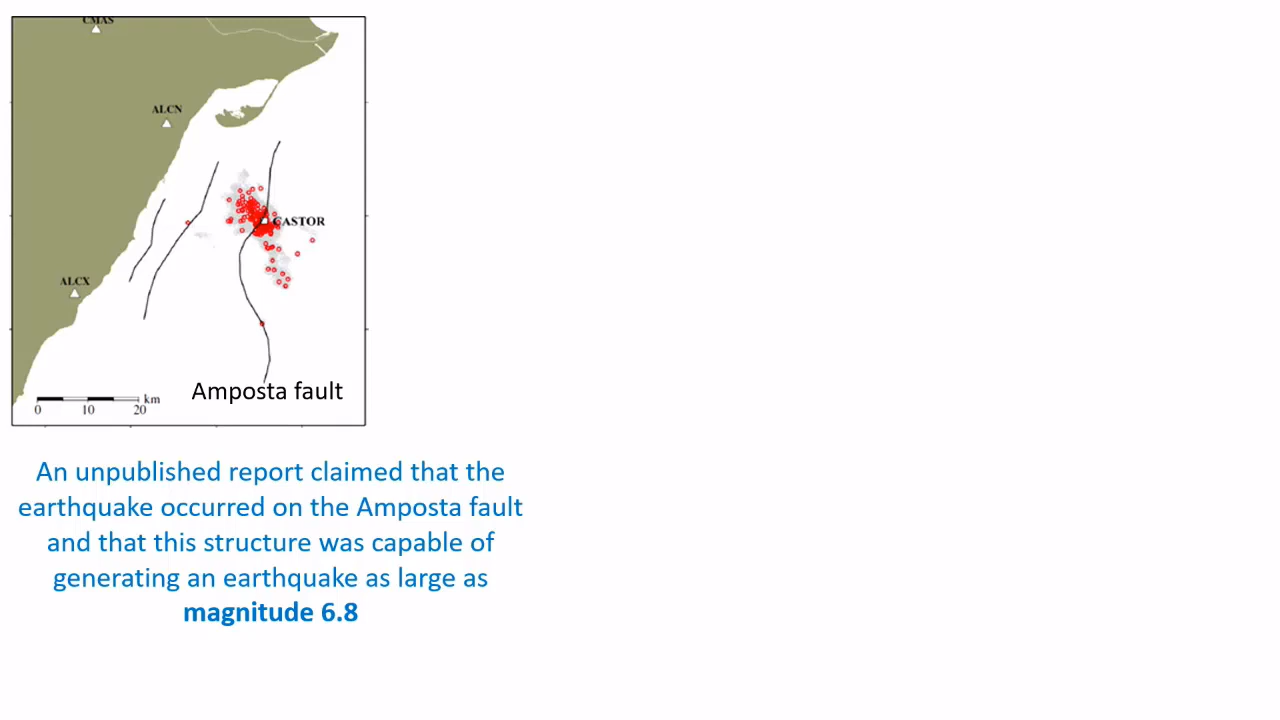 CMAS
ALCN
CASTOR
ALCX
km
0 10 20
Amposta fault
An unpublished report claimed that the
earthquake occurred on the Amposta fault
and that this structure was capable of
generating an earthquake as large as
magnitude 6.8